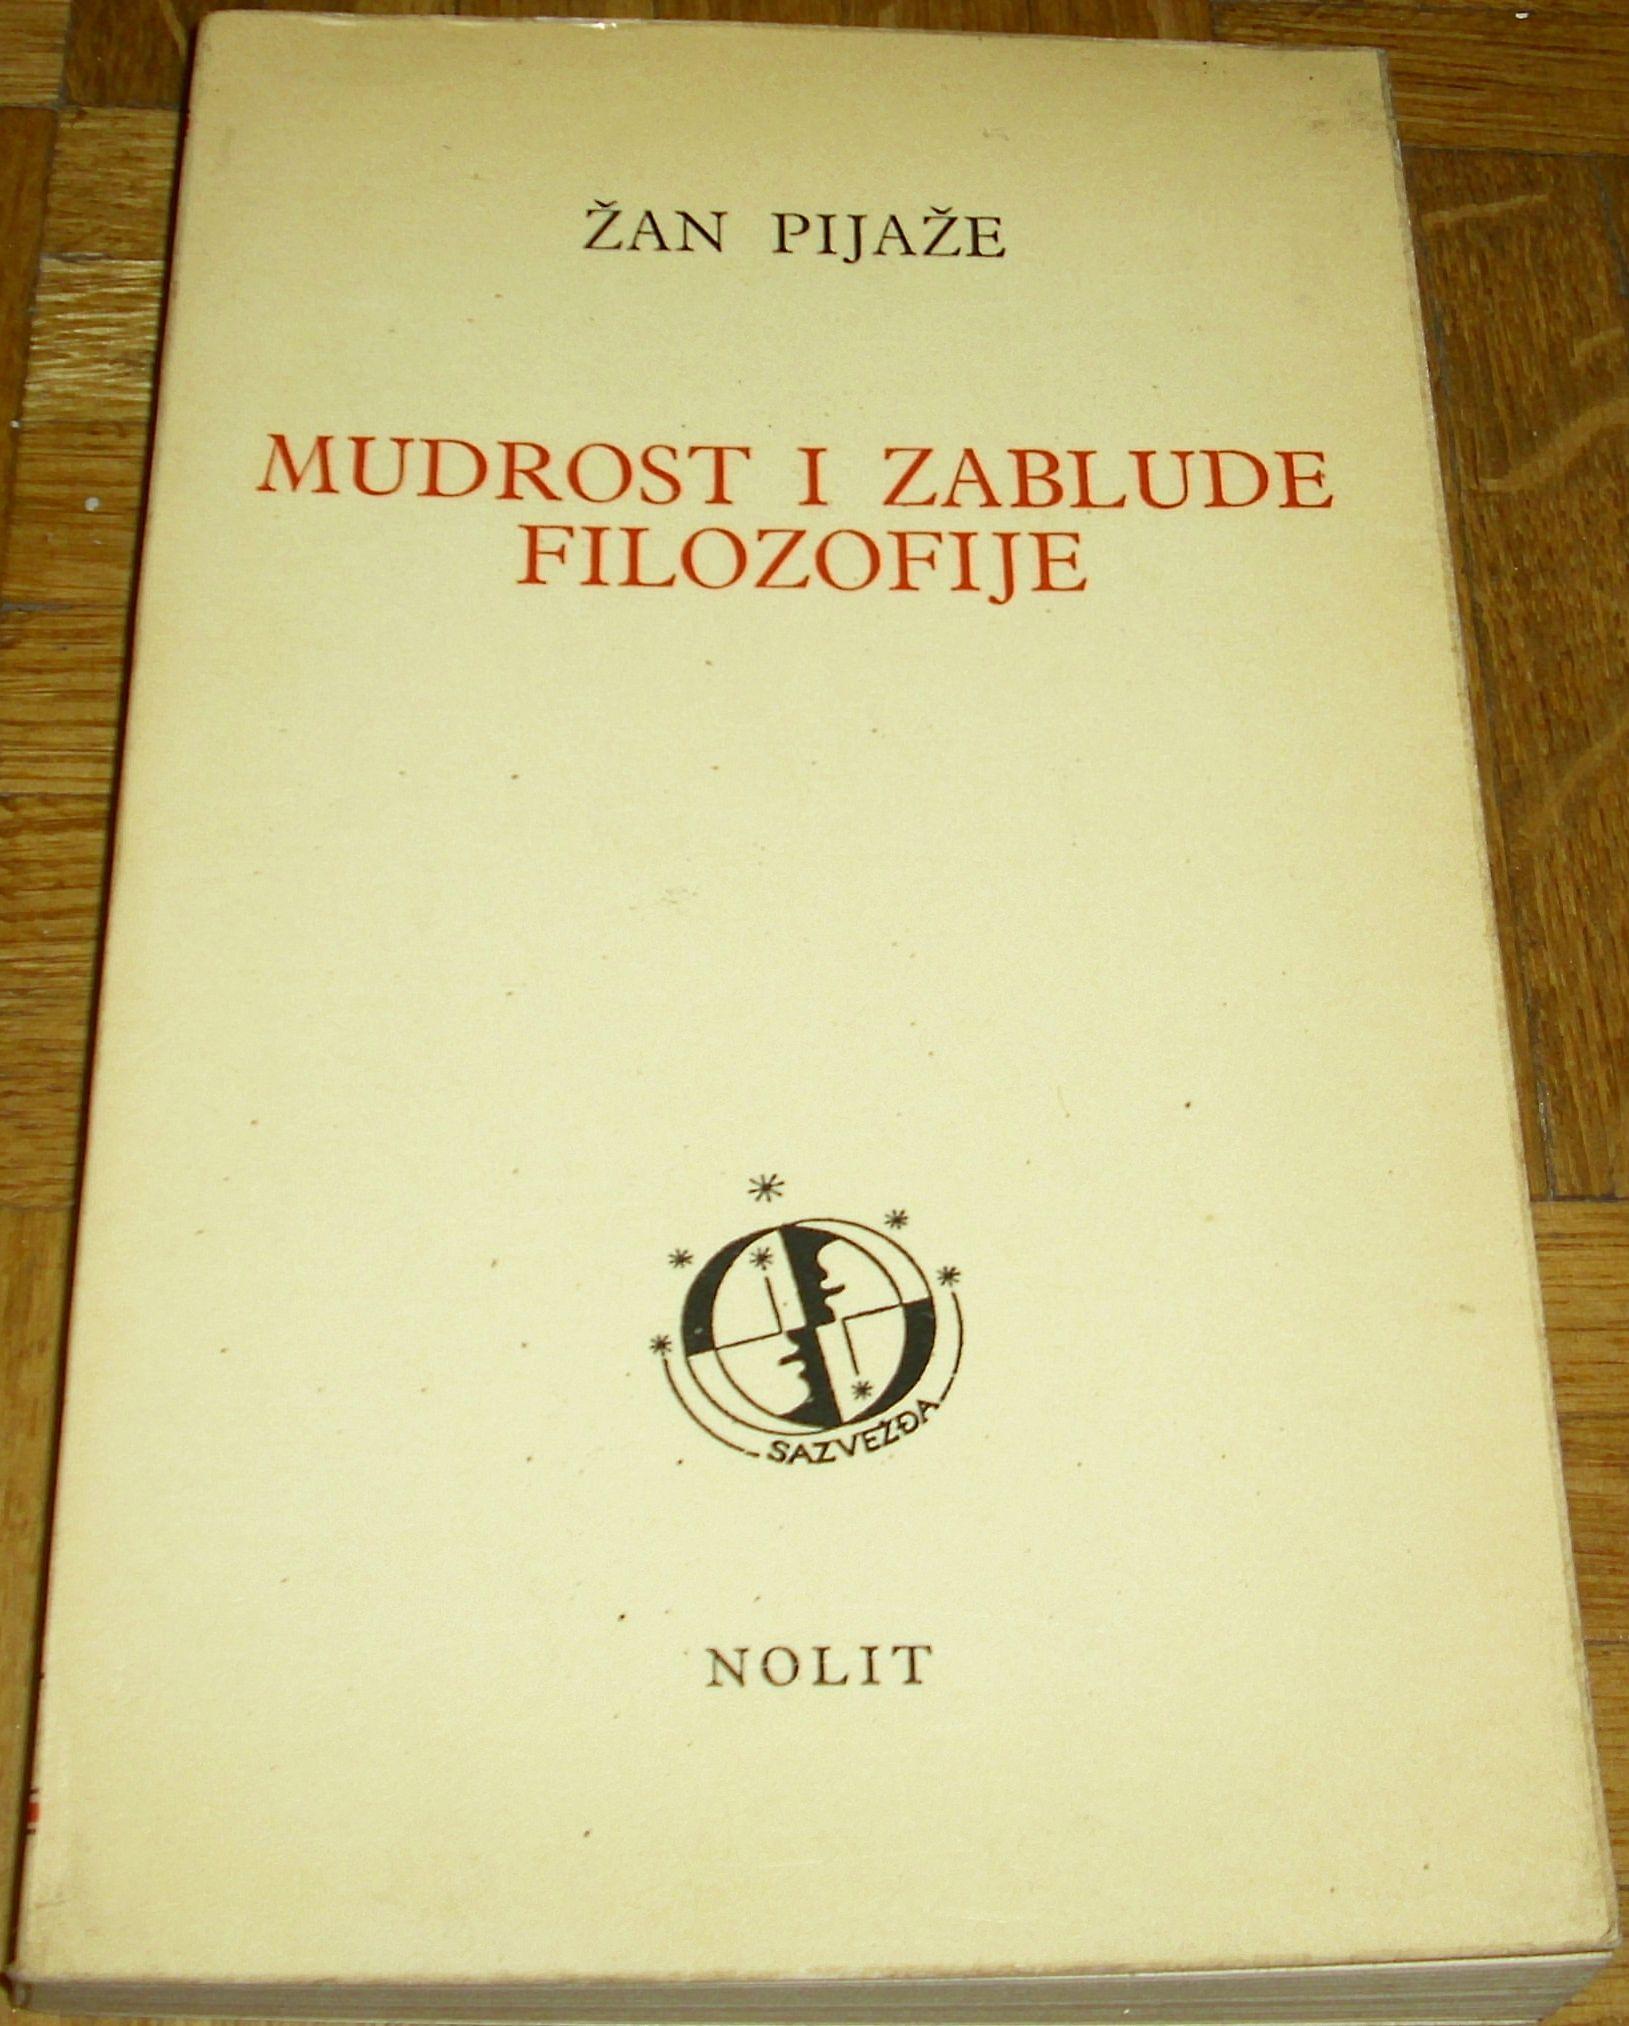 ŽAN PIJAŽE
MUDROST I ZABLUDE
FILOZOFIJE
SAZVEŽĐA
NOLIT